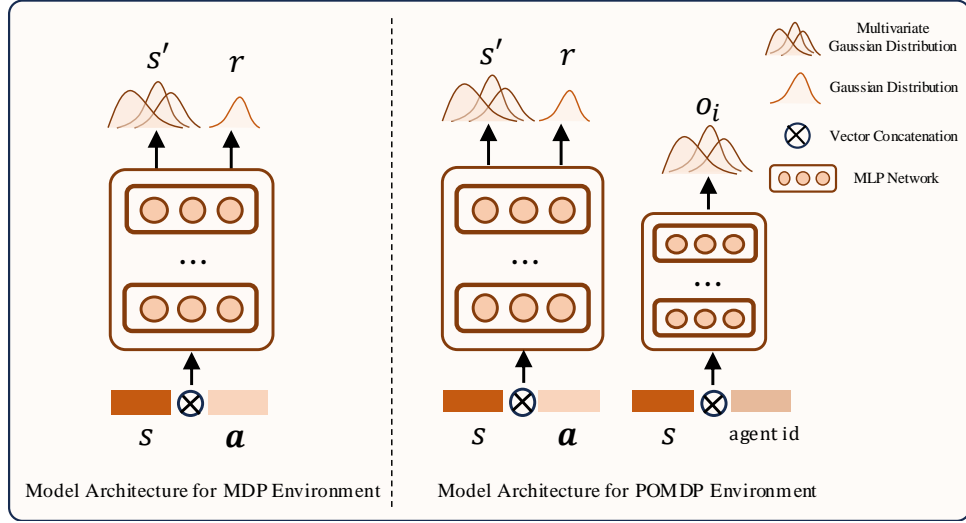 s′ r
s′ r
o_i
Multivariate
Gaussian Distribution
Gaussian Distribution
Vector Concatenation
MLP Network
...
...
...
s a
s a
s agent id
Model Architecture for MDP Environment
Model Architecture for POMDP Environment